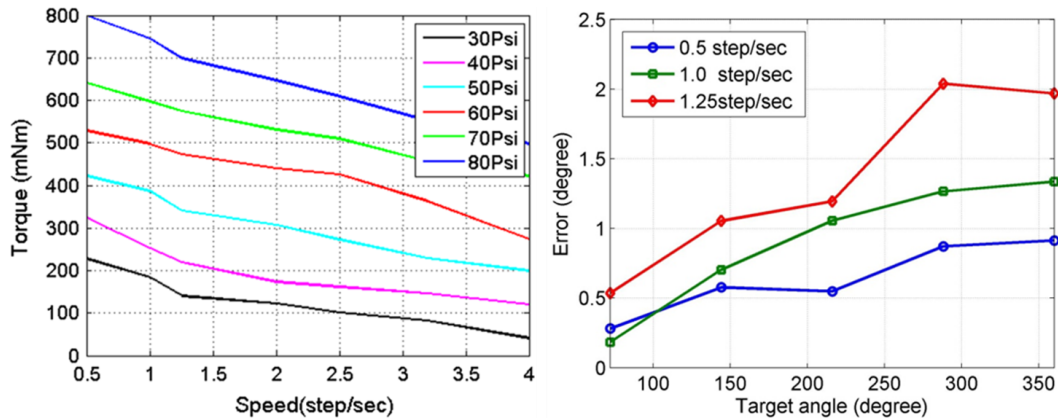 800
700
600
500
400
300
200
100
0
Torque (mNm)
30Psi
40Psi
50Psi
60Psi
70Psi
80Psi
0.5
1
1.5
2
2.5
3
3.5
4
Speed(step/sec)
2.5
2
1.5
1
0.5
0
Error (degree)
0.5 step/sec
1.0 step/sec
1.25step/sec
100
150
200
250
300
350
Target angle (degree)